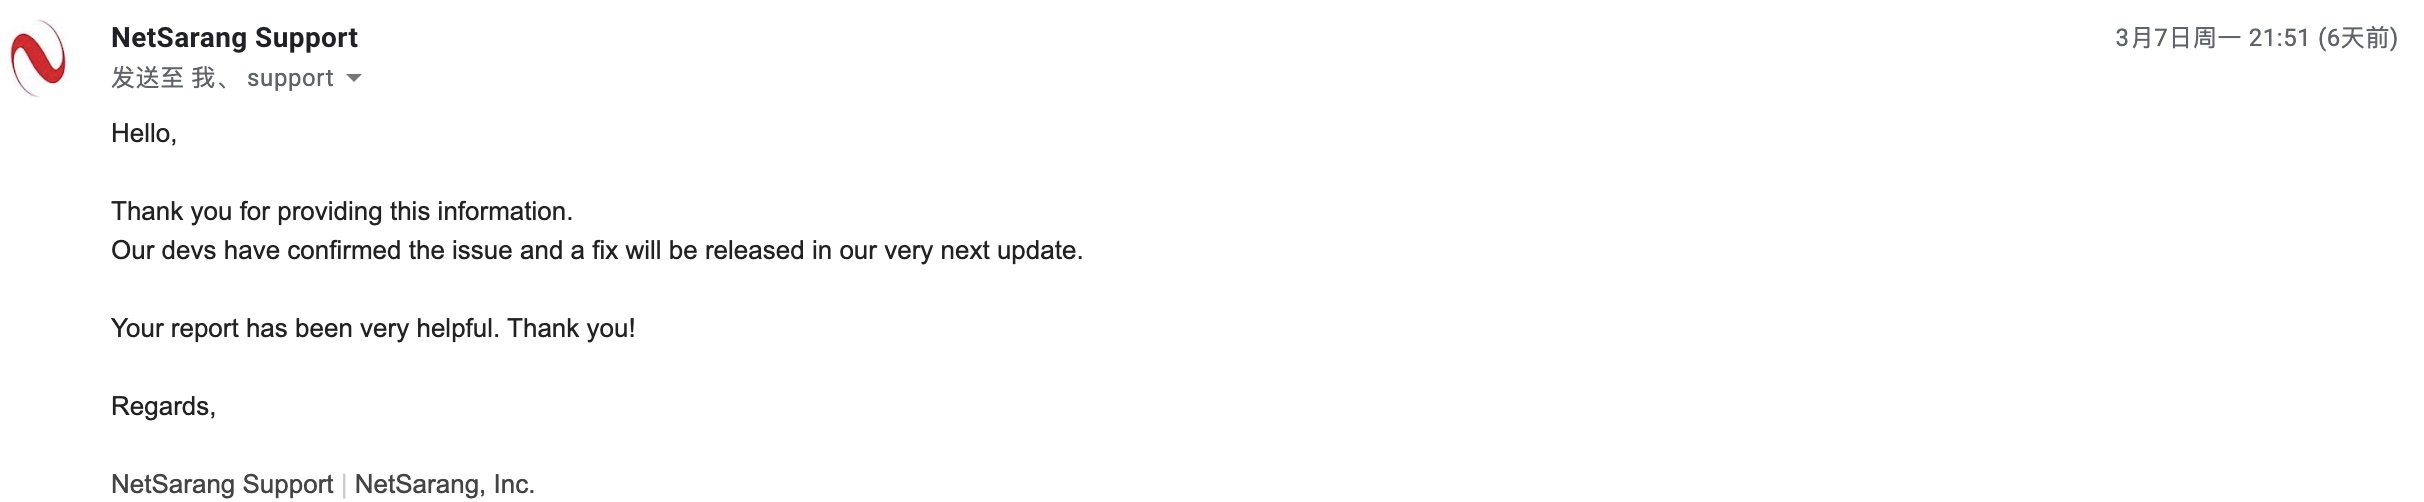 NetSarang Support
3月7日周一 21:51 (6天前)
发送至 我、 support
Hello,
Thank you for providing this information.
Our devs have confirmed the issue and a fix will be released in our very next update.
Your report has been very helpful. Thank you!
Regards,
NetSarang Support | NetSarang, Inc.